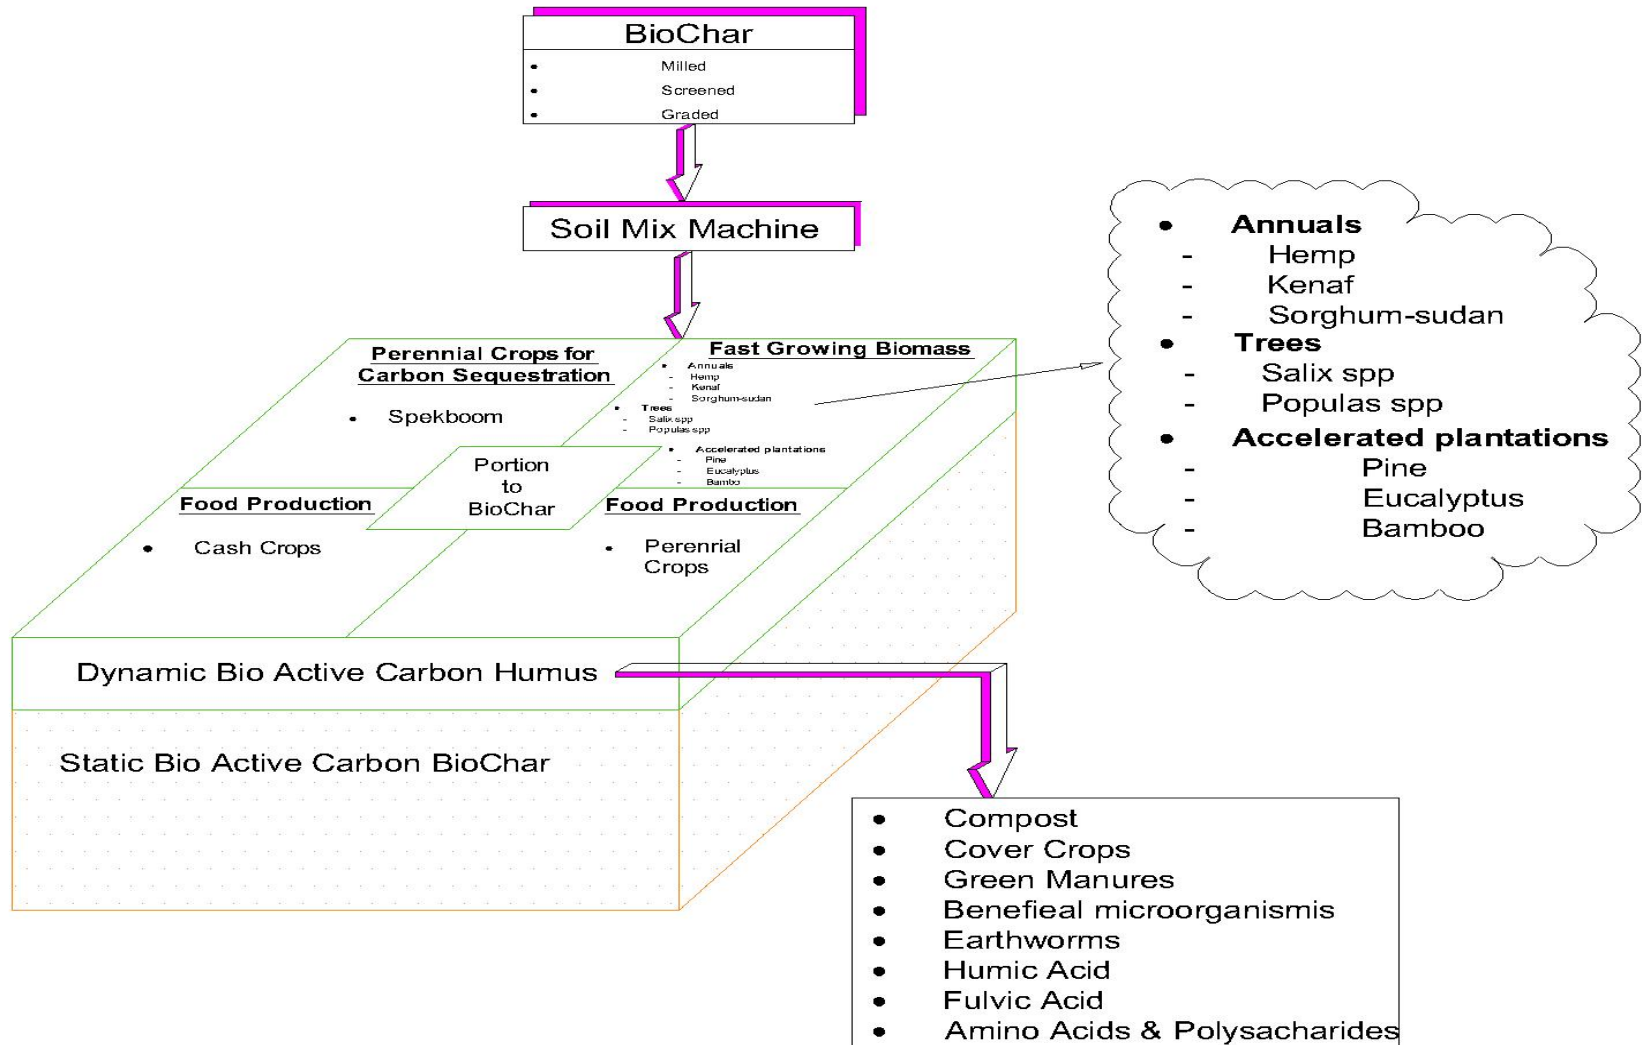 BioChar
• Milled
• Screened
• Graded
Soil Mix Machine
Perennial Crops for
Carbon Sequestration
• Spekboom
Fast Growing Biomass
• Annuals
- Hemp
- Kenaf
- Sorghum-sudan
• Trees
- Salix spp
- Populas spp
• Accelerated plantations
- Pine
- Eucalyptus
- Bambo
Portion
to
BioChar
Food Production
• Cash Crops
Food Production
• Perenrial
Crops
Dynamic Bio Active Carbon Humus
Static Bio Active Carbon BioChar
• Annuals
- Hemp
- Kenaf
- Sorghum-sudan
• Trees
- Salix spp
- Populas spp
• Accelerated plantations
- Pine
- Eucalyptus
- Bamboo
• Compost
• Cover Crops
• Green Manures
• Benefieal microorganismis
• Earthworms
• Humic Acid
• Fulvic Acid
• Amino Acids & Polysacharides